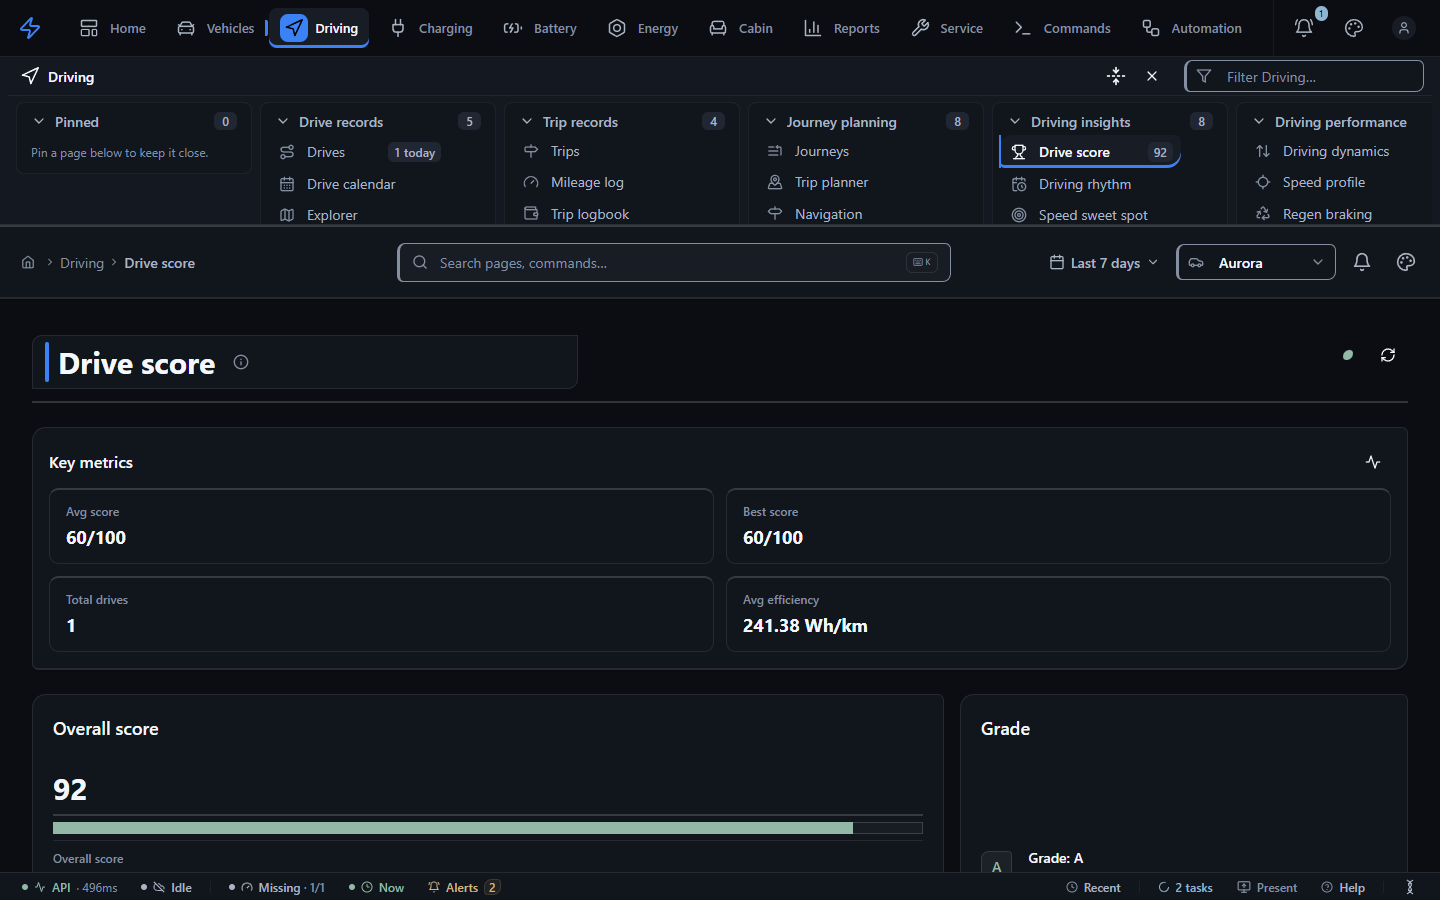 Home
Vehicles
Driving
Charging
Battery
Energy
Cabin
Reports
Service
Commands
Automation
1
Driving
Filter Driving...
Pinned 0
Pin a page below to keep it close.
Drive records 5
Drives 1 today
Drive calendar
Explorer
Trip records 4
Trips
Mileage log
Trip logbook
Journey planning 8
Journeys
Trip planner
Navigation
Driving insights 8
Drive score 92
Driving rhythm
Speed sweet spot
Driving performance
Driving dynamics
Speed profile
Regen braking
Driving > Drive score
Search pages, commands...
K
Last 7 days
Aurora
Drive score
Key metrics
Avg score
60/100
Best score
60/100
Total drives
1
Avg efficiency
241.38 Wh/km
Overall score
92
Overall score
Grade
A
Grade: A
API · 496ms
Idle
Missing · 1/1
Now
Alerts 2
Recent
2 tasks
Present
Help